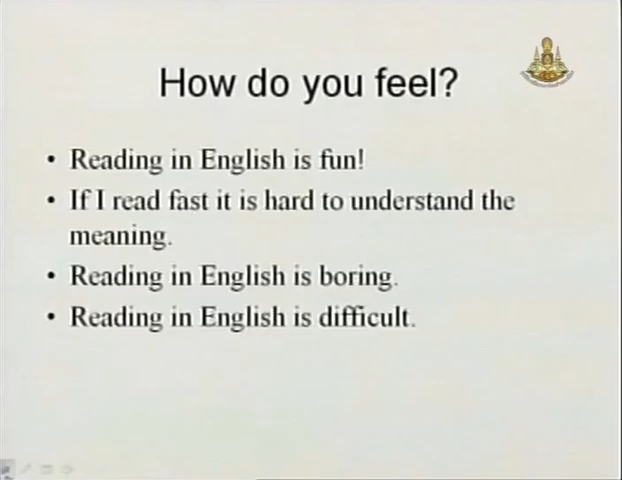 How do you feel?
• Reading in English is fun!
• If I read fast it is hard to understand the
meaning.
• Reading in English is boring.
• Reading in English is difficult.